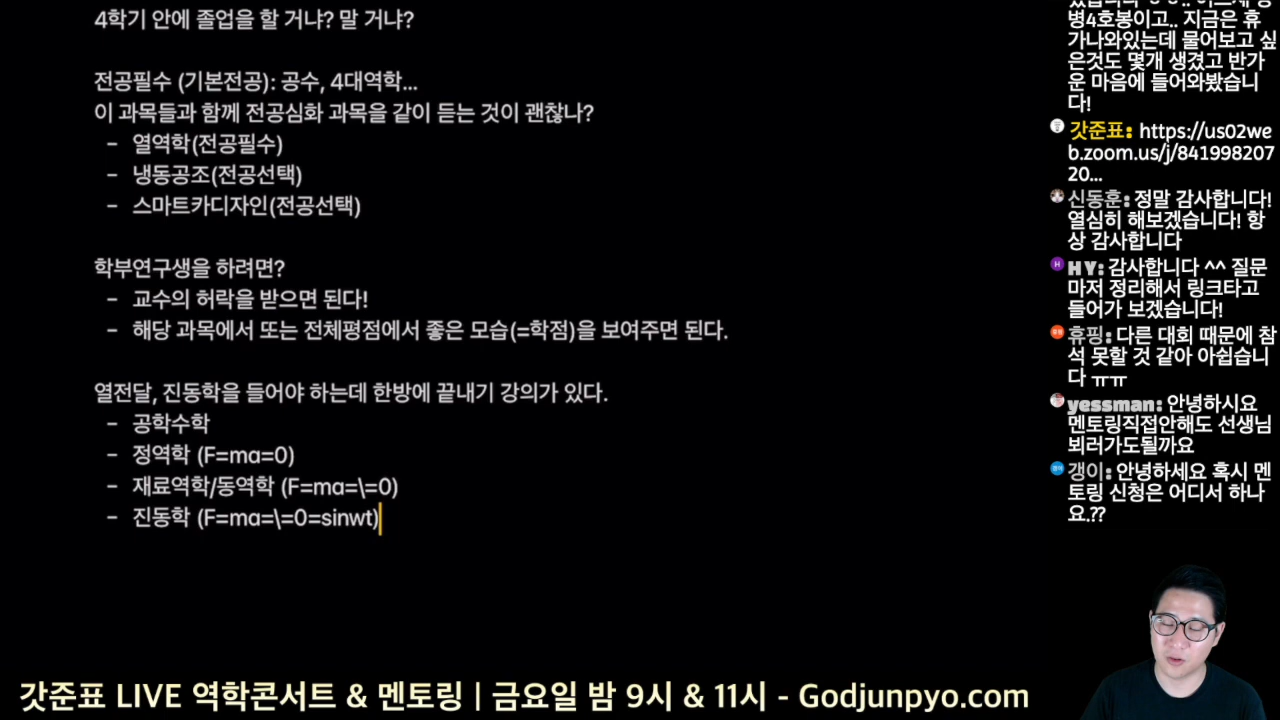 4학기 안에 졸업을 할 거냐? 말 거냐?
전공필수 (기본전공): 공수, 4대역학...
이 과목들과 함께 전공심화 과목을 같이 듣는 것이 괜찮나?
- 열역학(전공필수)
- 냉동공조(전공선택)
- 스마트카디자인(전공선택)
학부연구생을 하려면?
- 교수의 허락을 받으면 된다!
- 해당 과목에서 또는 전체평점에서 좋은 모습(=학점)을 보여주면 된다.
열전달, 진동학을 들어야 하는데 한방에 끝내기 강의가 있다.
- 공학수학
- 정역학 (F=ma=0)
- 재료역학/동역학 (F=ma=\=0)
- 진동학 (F=ma=\=0=sinwt)
병4호봉이고.. 지금은 휴
가나와있는데 물어보고 싶
은것도 몇개 생겼고 반가
운 마음에 들어와봤습니
다!
갓준표: https://us02we
b.zoom.us/j/841998207
20...
신동훈: 정말 감사합니다!
열심히 해보겠습니다! 항
상 감사합니다
H Y: 감사합니다 ^^ 질문
마저 정리해서 링크타고
들어가 보겠습니다!
휴핑: 다른 대회 때문에 참
석 못할 것 같아 아쉽습니
다 ㅠㅠ
yessman: 안녕하시요
멘토링직접안해도 선생님
뵈러가도될까요
갱이: 안녕하세요 혹시 멘
토링 신청은 어디서 하나
요.??
갓준표 LIVE 역학콘서트 & 멘토링 | 금요일 밤 9시 & 11시 - Godjunpyo.com